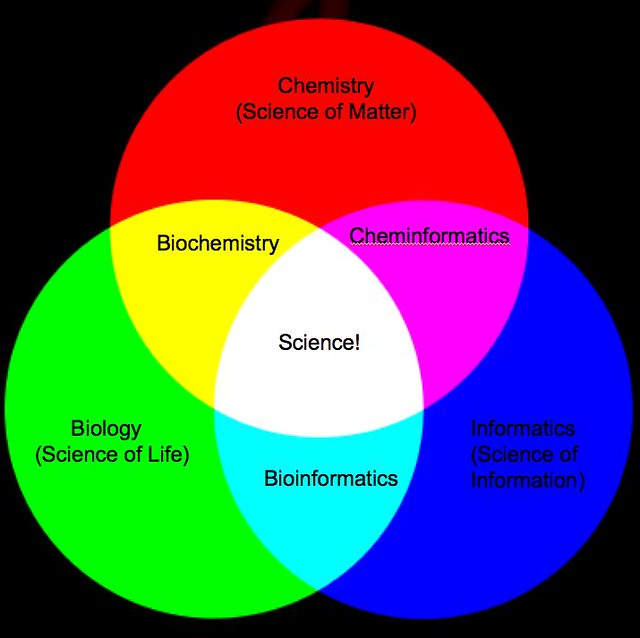 Chemistry
(Science of Matter)
Biochemistry
Cheminformatics
Science!
Biology
(Science of Life)
Informatics
(Science of
Information)
Bioinformatics